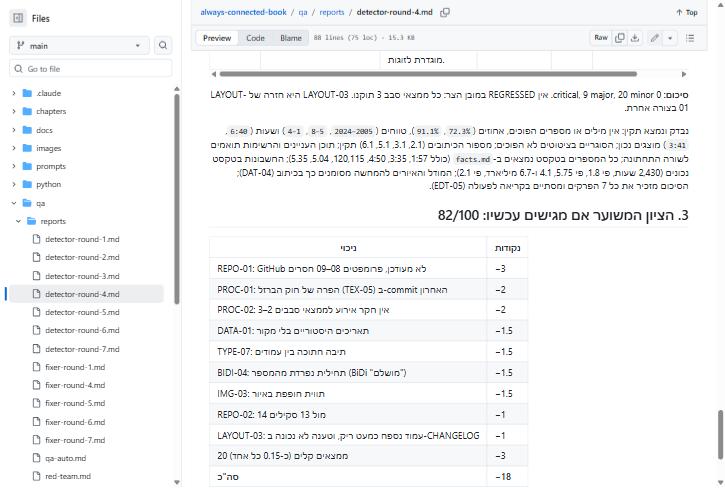 Files
main
Go to file
.claude
chapters
docs
images
prompts
python
qa
reports
detector-round-1.md
detector-round-2.md
detector-round-3.md
detector-round-4.md
detector-round-5.md
detector-round-6.md
detector-round-7.md
fixer-round-1.md
fixer-round-4.md
fixer-round-5.md
fixer-round-6.md
fixer-round-7.md
qa-auto.md
red-team.md
always-connected-book / qa / reports / detector-round-4.md
Top
Preview Code Blame 88 lines (75 loc) · 15.3 KB Raw
מוגדרת לזוגות.
סיכום: 0 critical, 9 major, 20 minor. אין REGRESSED במובן הצר: כל ממצאי סבב 3 תוקנו. LAYOUT-03 היא חזרה של LAYOUT-
01 בצורה אחרת.
נבדק ונמצא תקין: אין מילים או מספרים הפוכים, אחוזים (72.3%, 91.1%), טווחים (2024–2005, 8–5, 4–1) ושעות (6:40,
3:41) מוצגים נכון; הסוגריים בציטוטים לא הפוכים; מספור הכיתובים (2.1, 3.1, 5.1, 6.1) תקין; תוכן העניינים והרשימות תואמים
לשורה התחתונה; כל המספרים בטקסט נמצאים ב-facts.md (כולל 1:57, 3:35, 4:50, 120,115, 5.04, 5.35); החשבונות בטקסט
נכונים (2,430 שעות, פי 1.8, פי 5.75, 4.1 ו-6.7 מיליארד, פי 2.1); המודל והאיורים להמחשה מסומנים כך בכיתוב (DAT-04);
הסיכום מזכיר את כל 7 הפרקים ומסתיים בקריאה לפעולה (EDT-05).
3. הציון המשוער אם מגישים עכשיו: 82/100
נקודות ניכוי
−3 REPO-01: GitHub לא מעודכן, פרומפטים 08–09 חסרים
−2 PROC-01: הפרה של חוק הברזל (TEX-05) ב-commit האחרון
−2 PROC-02: אין חקר אירוע לממצאי סבבים 2–3
−1.5 DATA-01: תאריכים היסטוריים בלי מקור
−1.5 TYPE-07: תיבה חתוכה בין עמודים
−1.5 BIDI-04: תחילית נפרדת מהמספר (BiDi "מושלם")
−1.5 IMG-03: תווית חופפת באיור
−1 REPO-02: 14 מול 13 סקילים
−1 LAYOUT-03: עמוד נספח כמעט ריק, וטענה לא נכונה ב-CHANGELOG
−3 20 ממצאים קלים (כ-0.15 כל אחד)
−18 סה"כ